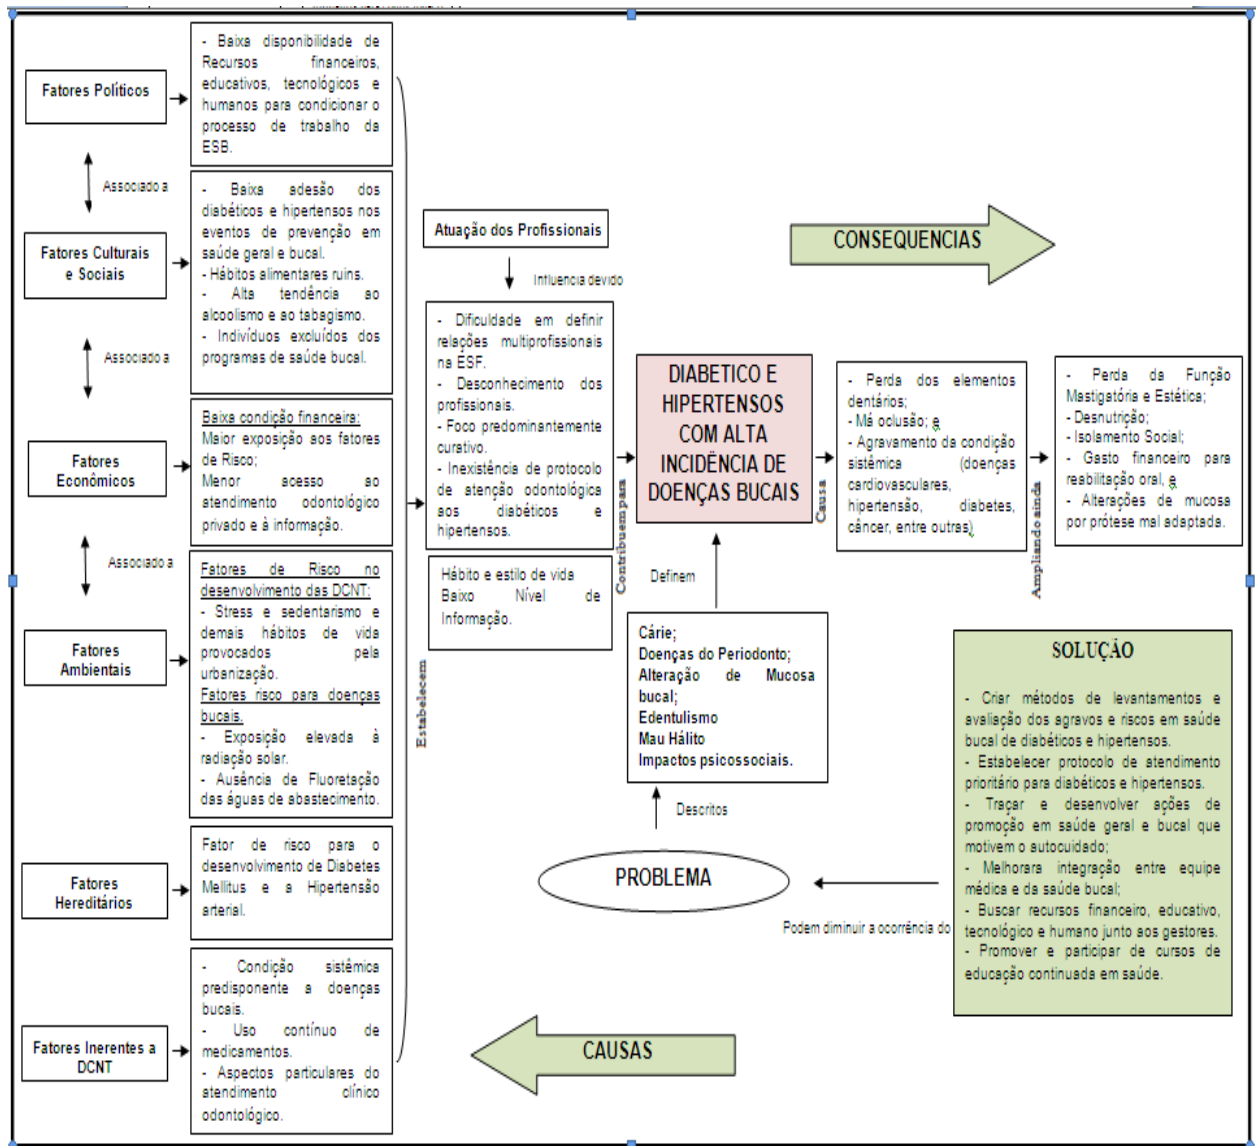 Fatores Políticos
- Baixa disponibilidade de
Recursos financeiros,
educativos, tecnológicos e
humanos para condicionar o
processo de trabalho da
ESB.
Associado a
Fatores Culturais
e Sociais
- Baixa adesão dos
diabéticos e hipertensos nos
eventos de prevenção em
saúde geral e bucal.
- Hábitos alimentares ruins.
- Alta tendência ao
alcoolismo e ao tabagismo.
- Indivíduos excluídos dos
programas de saúde bucal.
Associado a
Fatores
Econômicos
Baixa condição financeira:
Maior exposição aos fatores
de Risco;
Menor acesso ao
atendimento odontológico
privado e à informação.
Associado a
Fatores
Ambientais
Fatores de Risco no
desenvolvimento das DCNT:
- Stress e sedentarismo e
demais hábitos de vida
provocados pela
urbanização.
Fatores risco para doenças
bucais.
- Exposição elevada à
radiação solar.
- Ausência de Fluoretação
das águas de abastecimento.
Fatores
Hereditários
Fator de risco para o
desenvolvimento de Diabetes
Mellitus e a Hipertensão
arterial.
Fatores Inerentes a
DCNT
- Condição sistêmica
predisponente a doenças
bucais.
- Uso contínuo de
medicamentos.
- Aspectos particulares do
atendimento clínico
odontológico.
Estabelecem
Atuação dos Profissionais
Influencia devido
- Dificuldade em definir
relações multiprofissionais
na ESF.
- Desconhecimento dos
profissionais.
- Foco predominantemente
curativo.
- Inexistência de protocolo
de atenção odontológica
aos diabéticos e
hipertensos.
Hábito e estilo de vida
Baixo Nível de
Informação.
Contribuem para
CONSEQUENCIAS
DIABETICO E
HIPERTENSOS
COM ALTA
INCIDÊNCIA DE
DOENÇAS BUCAIS
Causa
- Perda dos elementos
dentários;
- Má oclusão; e
- Agravamento da condição
sistêmica (doenças
cardiovasculares,
hipertensão, diabetes,
câncer, entre outras)
Ampliando ainda
- Perda da Função
Mastigatória e Estética;
- Desnutrição;
- Isolamento Social;
- Gasto financeiro para
reabilitação oral, e
- Alterações de mucosa
por prótese mal adaptada.
Definem
Cárie;
Doenças do Periodonto;
Alteração de Mucosa
bucal;
Edentulismo
Mau Hálito
Impactos psicossociais.
Descritos
PROBLEMA
Podem diminuir a ocorrência do
SOLUÇÃO
- Criar métodos de levantamentos e
avaliação dos agravos e riscos em saúde
bucal de diabéticos e hipertensos.
- Estabelecer protocolo de atendimento
prioritário para diabéticos e hipertensos.
- Traçar e desenvolver ações de
promoção em saúde geral e bucal que
motivem o autocuidado;
- Melhorara integração entre equipe
médica e da saúde bucal;
- Buscar recursos financeiro, educativo,
tecnológico e humano junto aos gestores.
- Promover e participar de cursos de
educação continuada em saúde.
CAUSAS